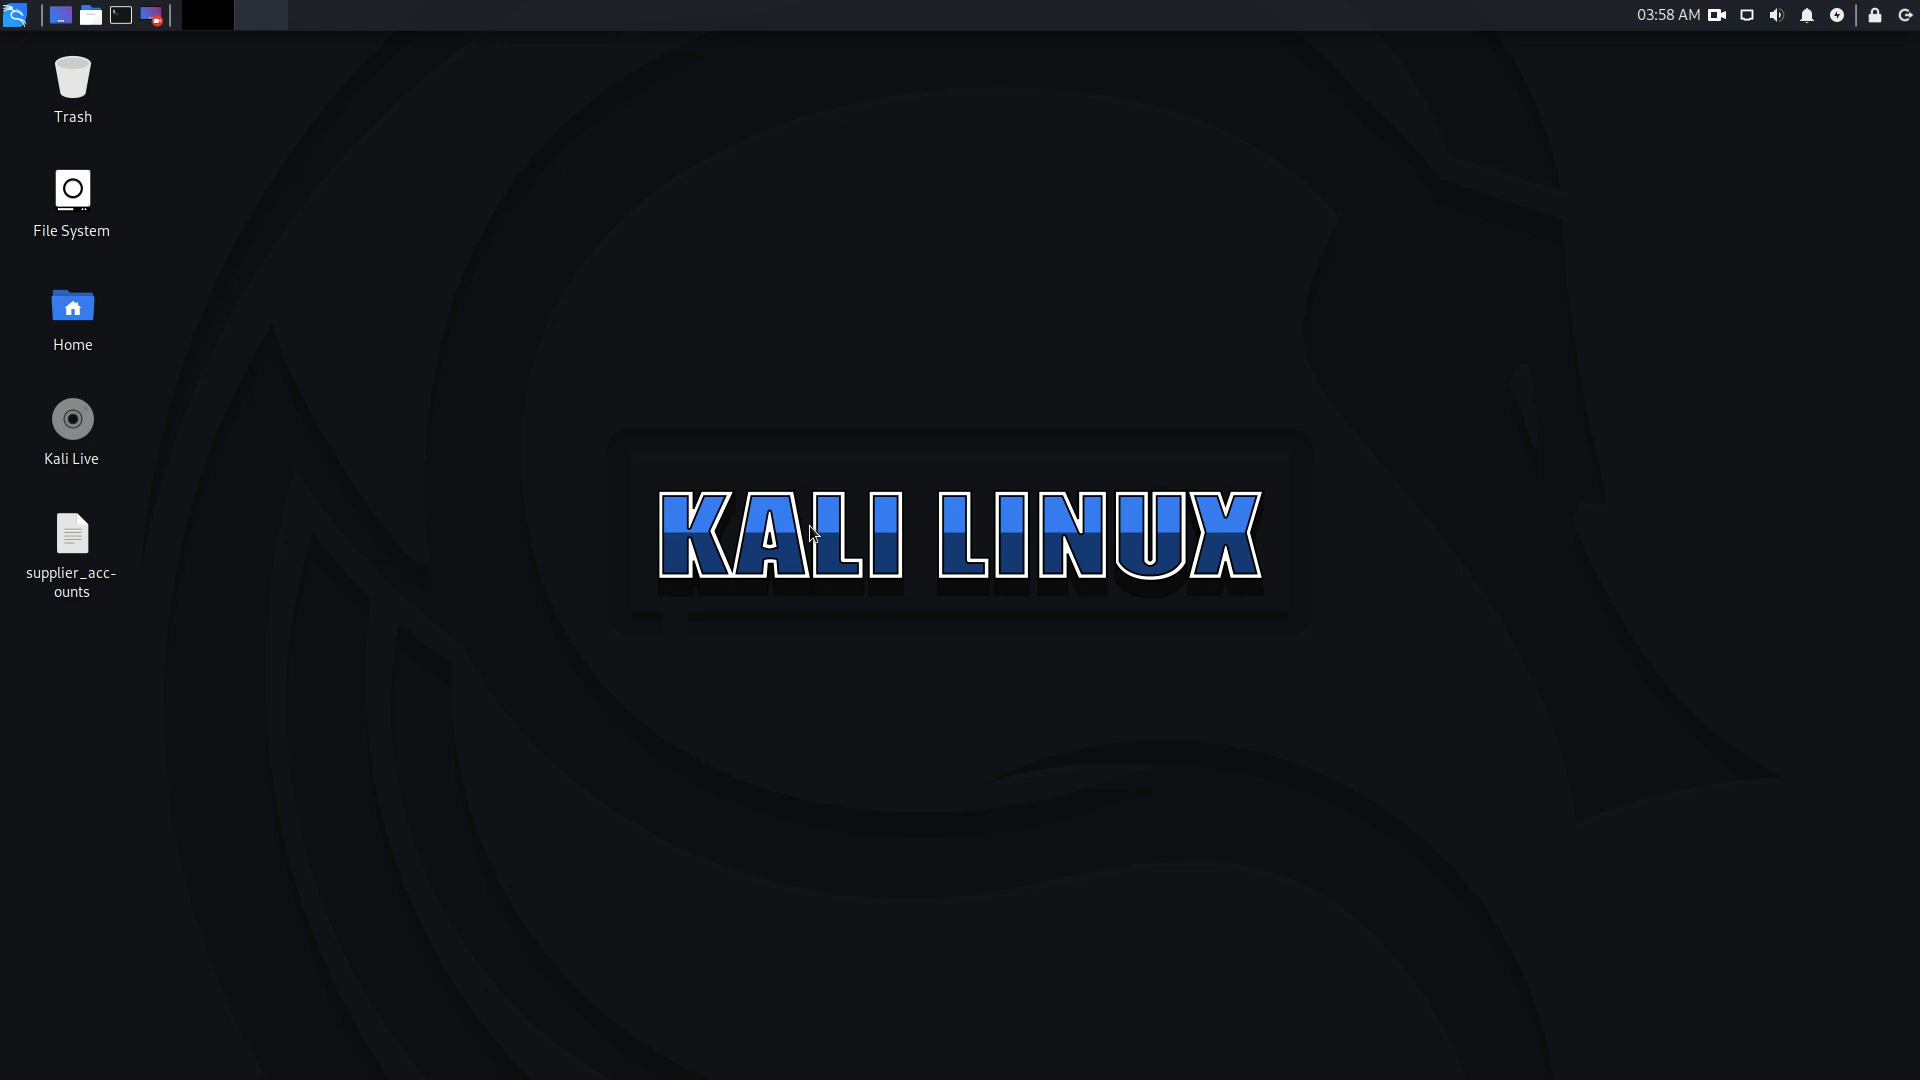 03:58 AM
Trash
File System
Home
Kali Live
supplier_acc-
ounts
KALI LINUX